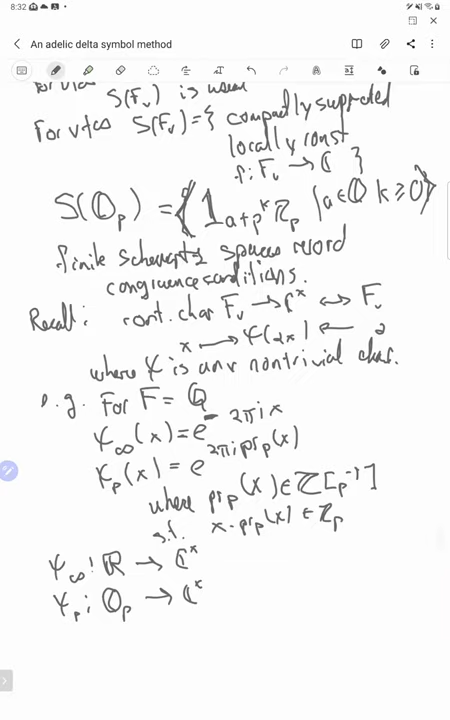 8:32
An adelic delta symbol method
For v|∞ S(F_v) is usual
For v∤∞ S(F_v) = { compactly supported
locally const
f: F_v → ℂ }
S(ℚ_p) = ⟨ 1_{a+p^k ℤ_p} | a ∈ ℚ k ≥ 0 ⟩
finite Schwartz spaces record
congruence conditions.
Recall: cont. char F_v → ℂ^× ↔ F_v
x ↦ ψ(ax) ← a
where ψ is any nontrivial char.
e.g. For F = ℚ
ψ_∞(x) = e^{-2πix}
ψ_p(x) = e^{2πi pr_p(x)}
where pr_p(x) ∈ ℤ[p^{-1}]
s.t. x - pr_p(x) ∈ ℤ_p
ψ_∞: ℝ → ℂ^×
ψ_p: ℚ_p → ℂ^×